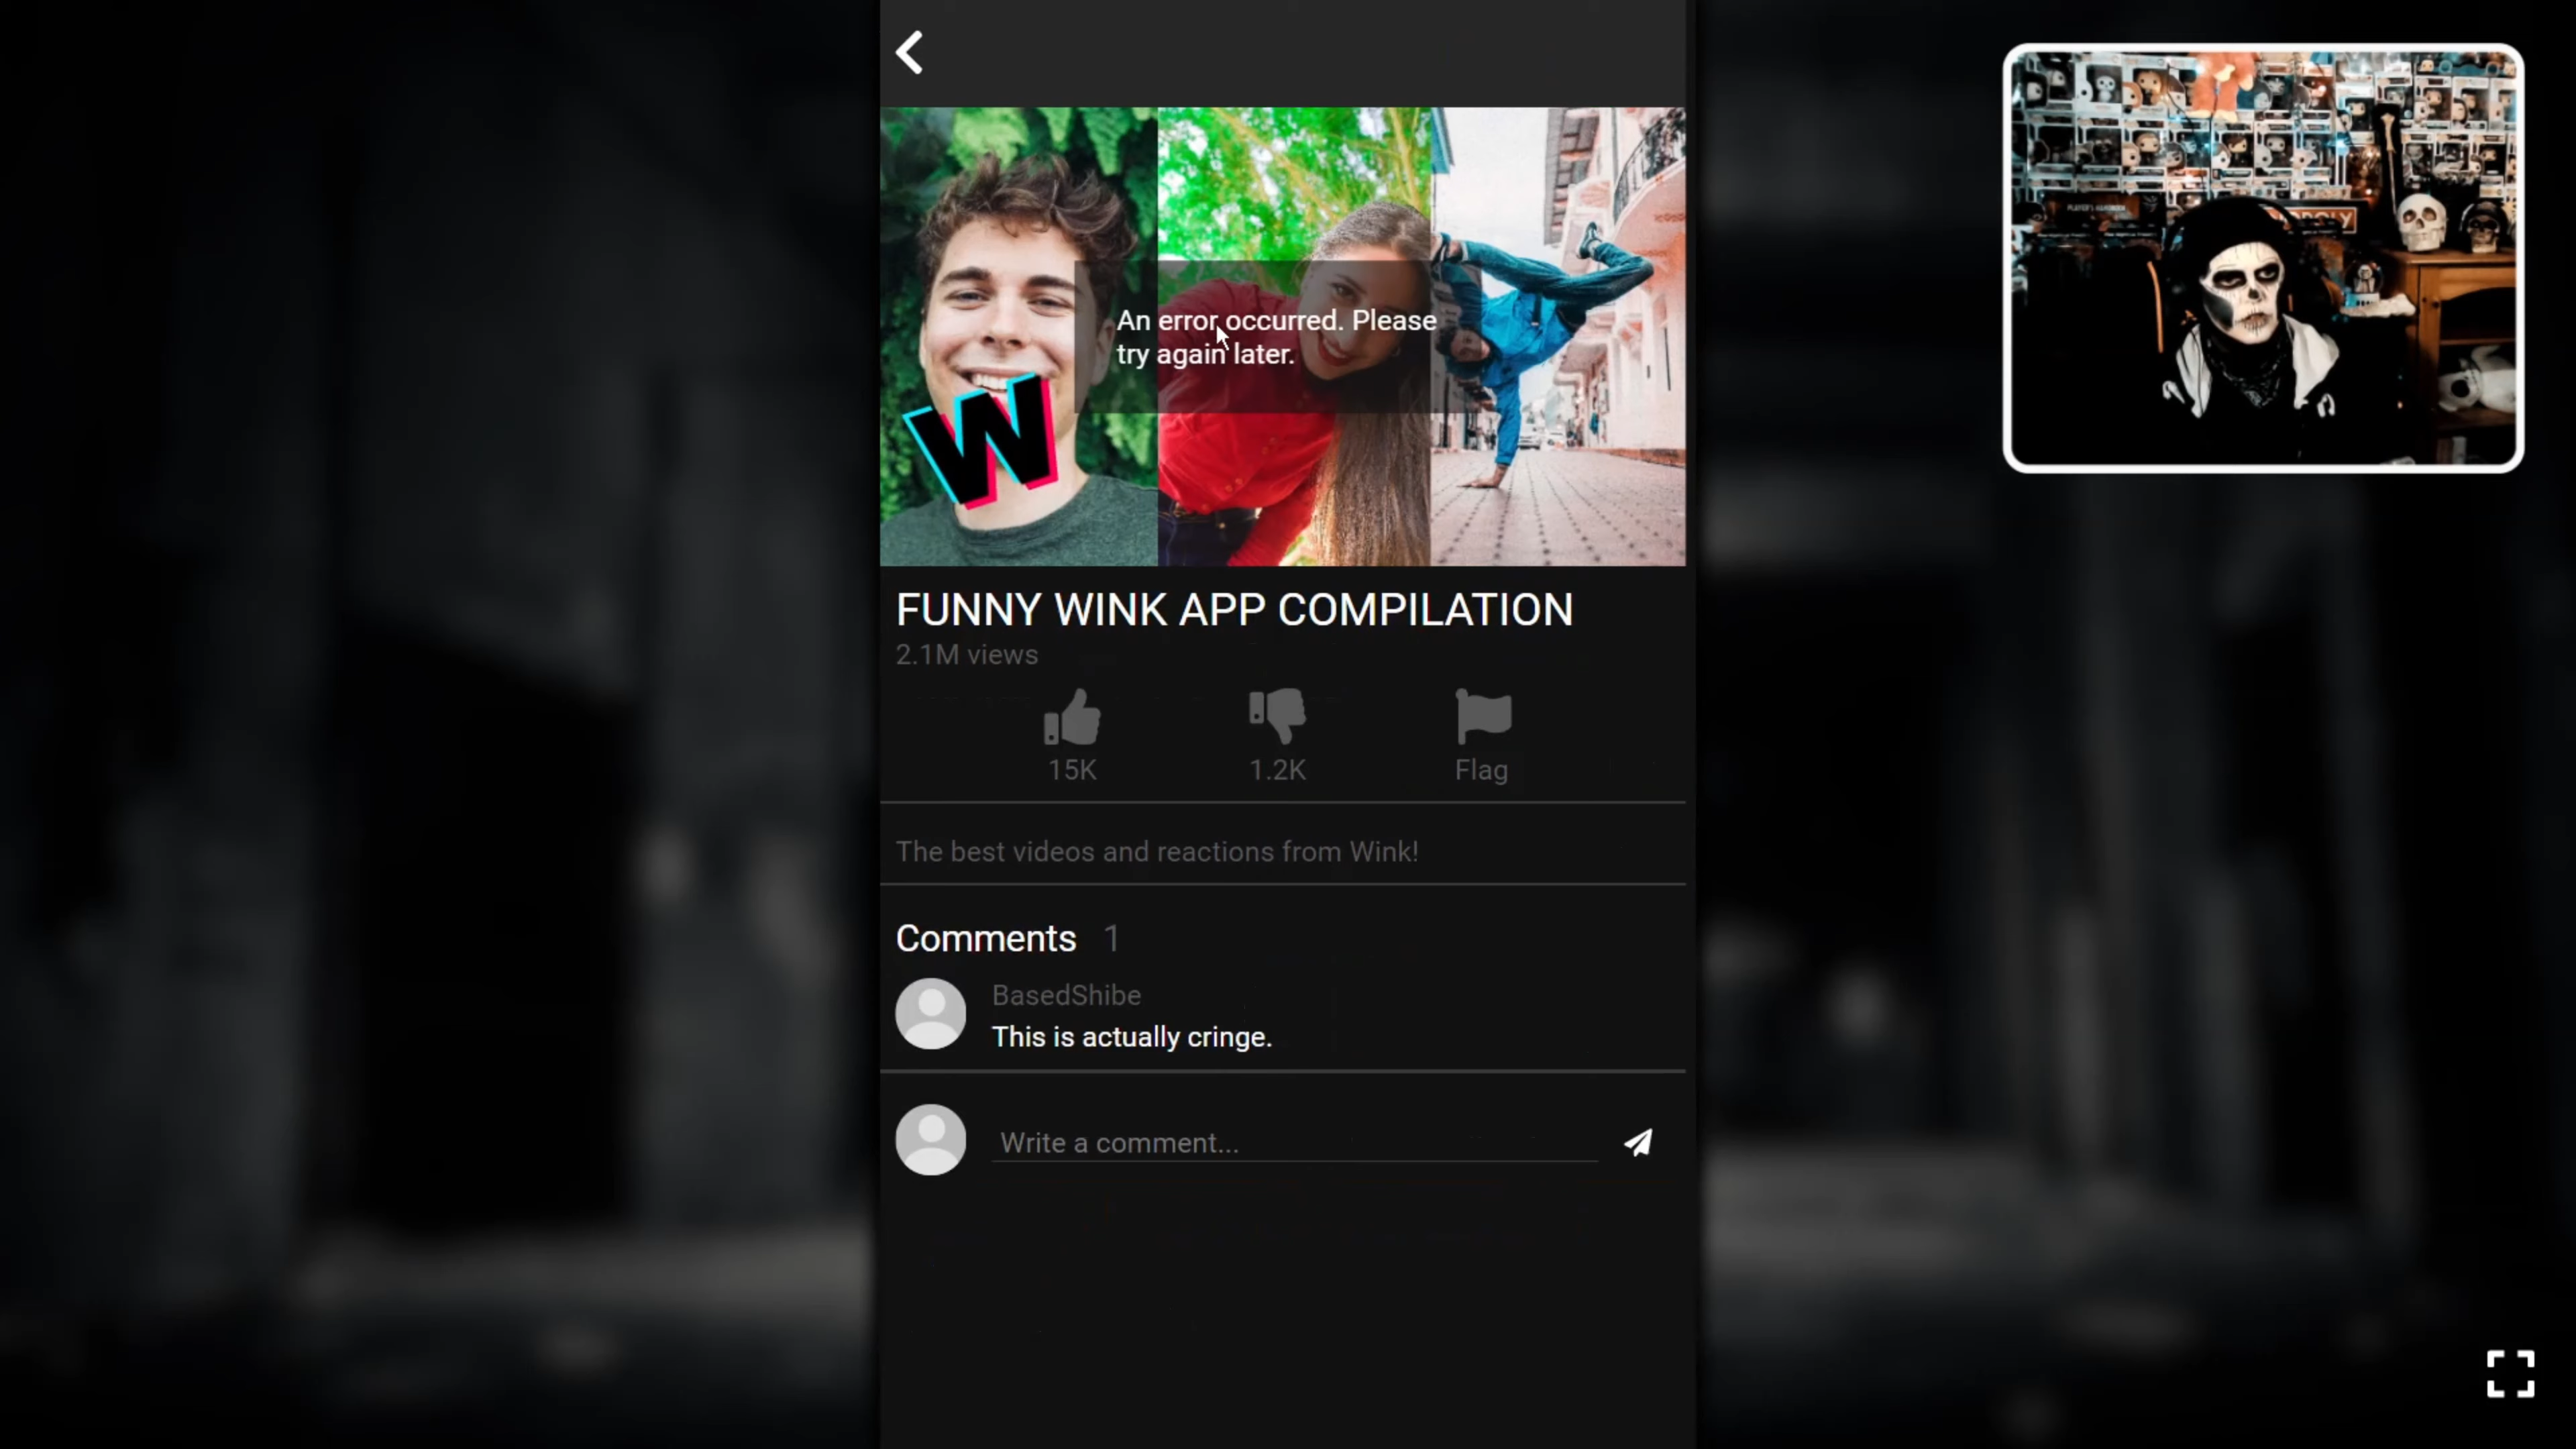 An error occurred. Please
try again later.
W
FUNNY WINK APP COMPILATION
2.1M views
15K
1.2K
Flag
The best videos and reactions from Wink!
Comments 1
BasedShibe
This is actually cringe.
Write a comment...